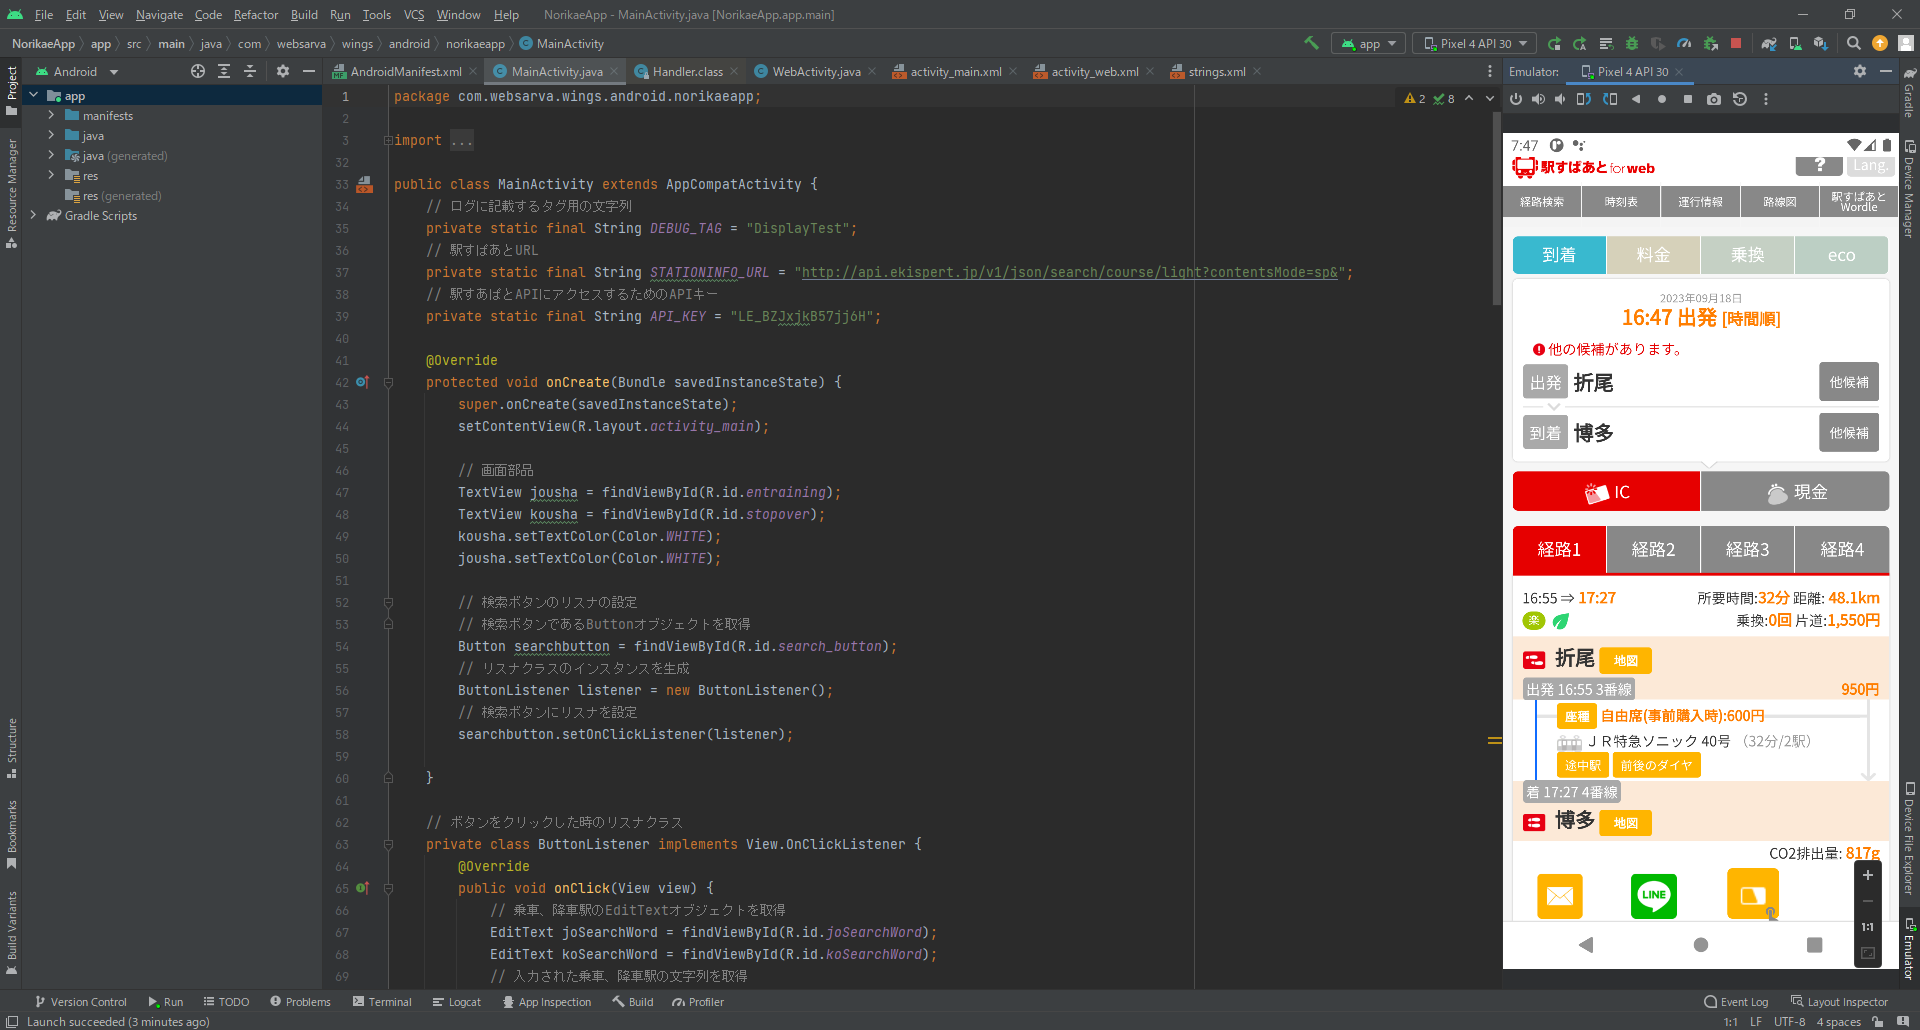 File Edit View Navigate Code Refactor Build Run Tools VCS Window Help NorikaeApp - MainActivity.java [NorikaeApp.app.main]
NorikaeApp > app > src > main > java > com > websarva > wings > android > norikaeapp > MainActivity
app Pixel 4 API 30
Android
AndroidManifest.xml × MainActivity.java × Handler.class × WebActivity.java × activity_main.xml × activity_web.xml × strings.xml ×
Emulator: Pixel 4 API 30 ×
Project
Resource Manager
Structure
Bookmarks
Build Variants
app
manifests
java
java (generated)
res
res (generated)
Gradle Scripts
2 8
1 package com.websarva.wings.android.norikaeapp;
2
3 import ...
32
33 public class MainActivity extends AppCompatActivity {
34 // ログに記載するタグ用の文字列
35 private static final String DEBUG_TAG = "DisplayTest";
36 // 駅すぱあとURL
37 private static final String STATIONINFO_URL = "http://api.ekispert.jp/v1/json/search/course/light?contentsMode=sp&";
38 // 駅すあぱとAPIにアクセスするためのAPIキー
39 private static final String API_KEY = "LE_BZJxjkB57jj6H";
40
41 @Override
42 protected void onCreate(Bundle savedInstanceState) {
43 super.onCreate(savedInstanceState);
44 setContentView(R.layout.activity_main);
45
46 // 画面部品
47 TextView jousha = findViewById(R.id.entraining);
48 TextView kousha = findViewById(R.id.stopover);
49 kousha.setTextColor(Color.WHITE);
50 jousha.setTextColor(Color.WHITE);
51
52 // 検索ボタンのリスナの設定
53 // 検索ボタンであるButtonオブジェクトを取得
54 Button searchbutton = findViewById(R.id.search_button);
55 // リスナクラスのインスタンスを生成
56 ButtonListener listener = new ButtonListener();
57 // 検索ボタンにリスナを設定
58 searchbutton.setOnClickListener(listener);
59
60 }
61
62 // ボタンをクリックした時のリスナクラス
63 private class ButtonListener implements View.OnClickListener {
64 @Override
65 public void onClick(View view) {
66 // 乗車、降車駅のEditTextオブジェクトを取得
67 EditText joSearchWord = findViewById(R.id.joSearchWord);
68 EditText koSearchWord = findViewById(R.id.koSearchWord);
69 // 入力された乗車、降車駅の文字列を取得
7:47
駅すぱあと for web ? Lang.
経路検索 時刻表 運行情報 路線図 駅すぱあと Wordle
到着 料金 乗換 eco
2023年09月18日
16:47 出発 [時間順]
他の候補があります。
出発 折尾 他候補
到着 博多 他候補
IC 現金
経路1 経路2 経路3 経路4
16:55 ⇒ 17:27 所要時間:32分 距離: 48.1km
楽 乗換:0回 片道:1,550円
折尾 地図
出発 16:55 3番線 950円
座種 自由席(事前購入時):600円
ＪＲ特急ソニック 40号 （32分/2駅）
途中駅 前後のダイヤ
着 17:27 4番線
博多 地図
CO2排出量: 817g
LINE
1:1
Gradle
Device Manager
Device File Explorer
Emulator
Version Control Run TODO Problems Terminal Logcat App Inspection Build Profiler Event Log Layout Inspector
Launch succeeded (3 minutes ago) 1:1 LF UTF-8 4 spaces